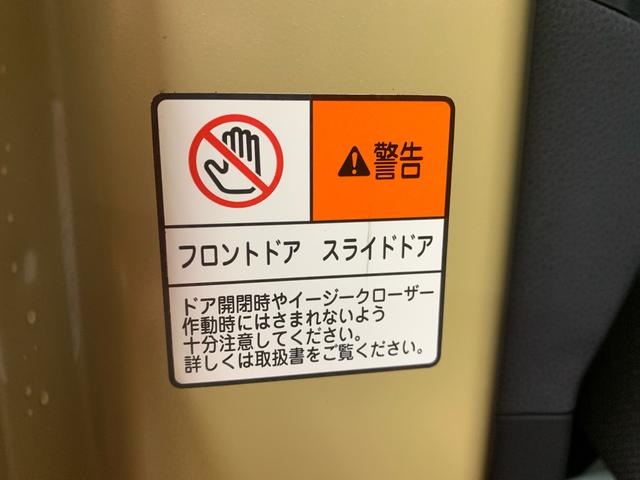 警告
フロントドア　スライドドア
ドア開閉時やイージークローザー
作動時にはさまれないよう
十分注意してください。
詳しくは取扱書をご覧ください。